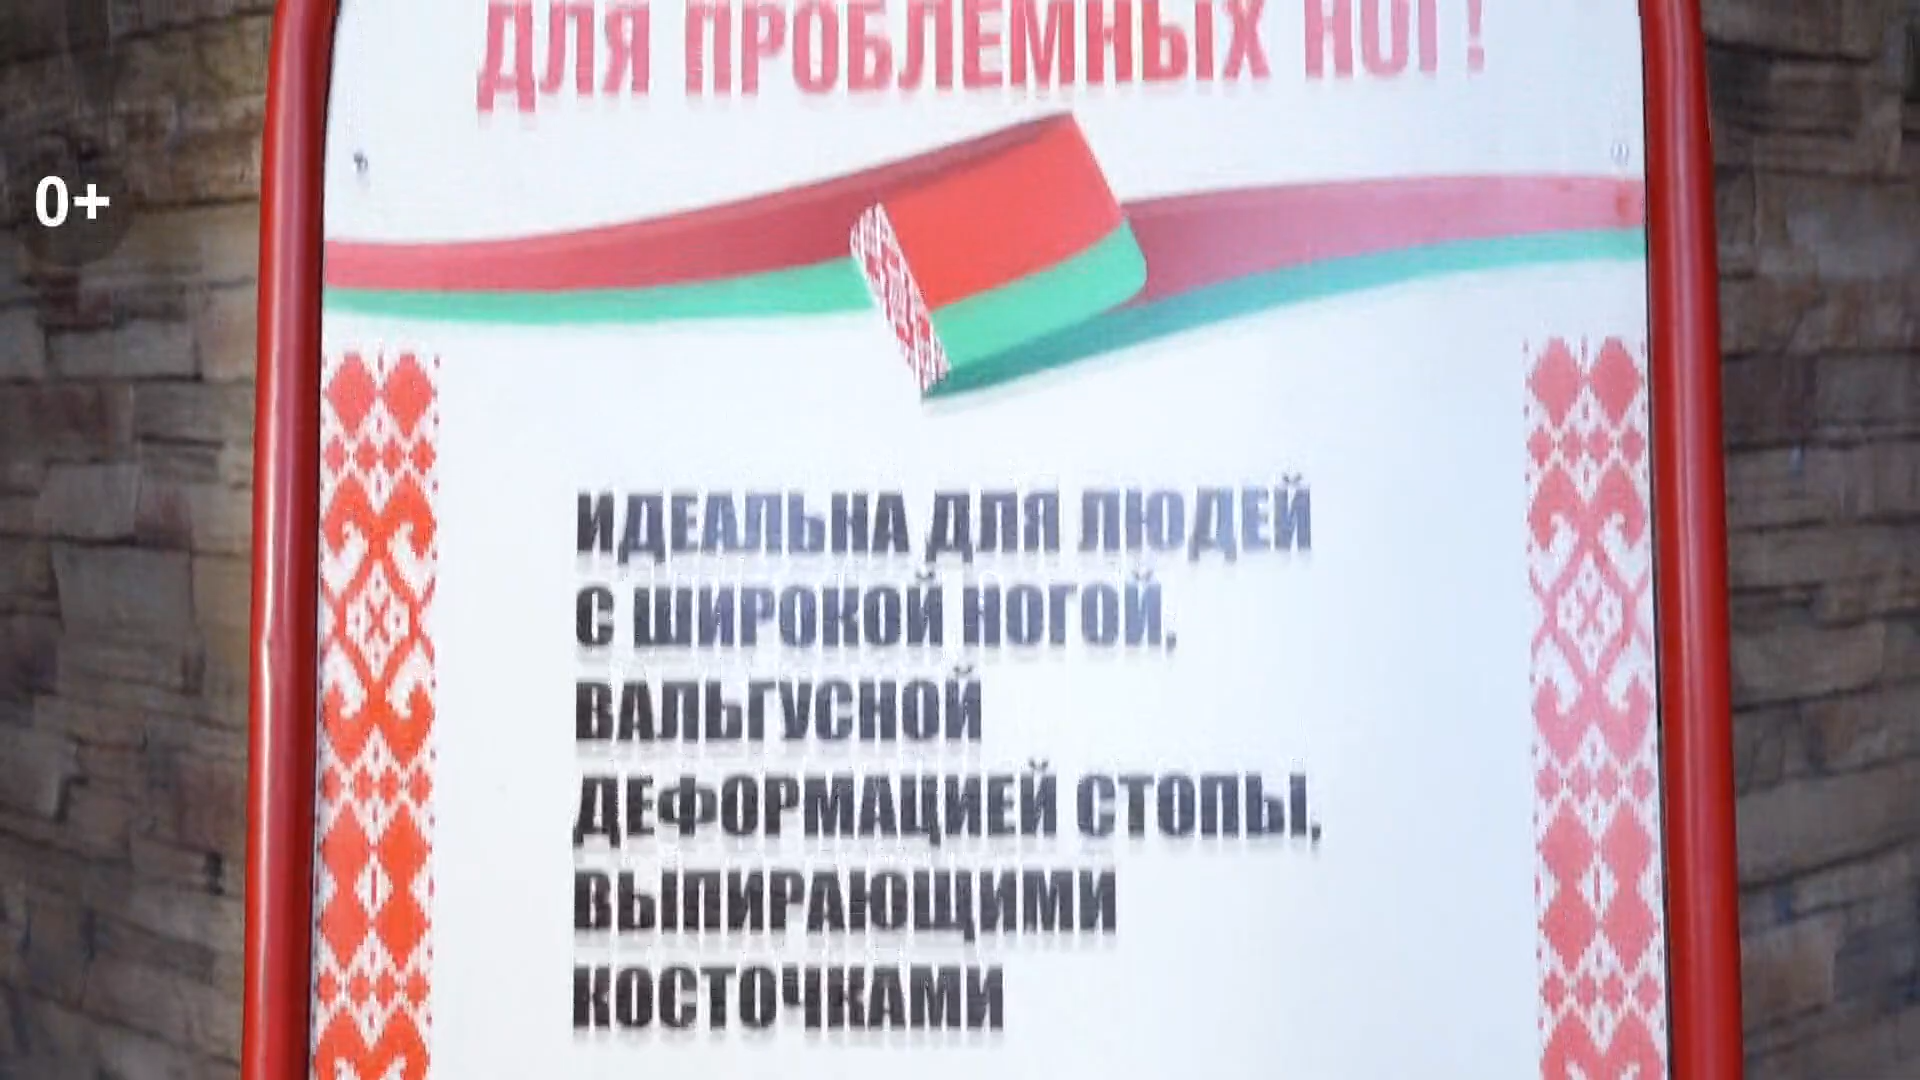 ДЛЯ ПРОБЛЕМНЫХ НОГ!
0+
ИДЕАЛЬНА ДЛЯ ЛЮДЕЙ
С ШИРОКОЙ НОГОЙ,
ВАЛЬГУСНОЙ
ДЕФОРМАЦИЕЙ СТОПЫ,
ВЫПИРАЮЩИМИ
КОСТОЧКАМИ